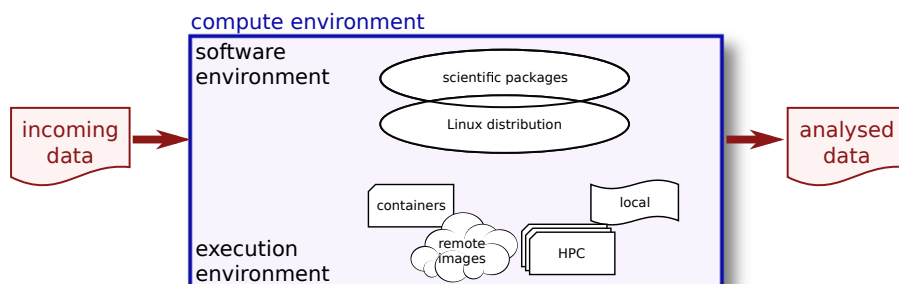 compute environment
software
environment
scientific packages
Linux distribution
incoming
data
analysed
data
containers
local
remote
images
HPC
execution
environment